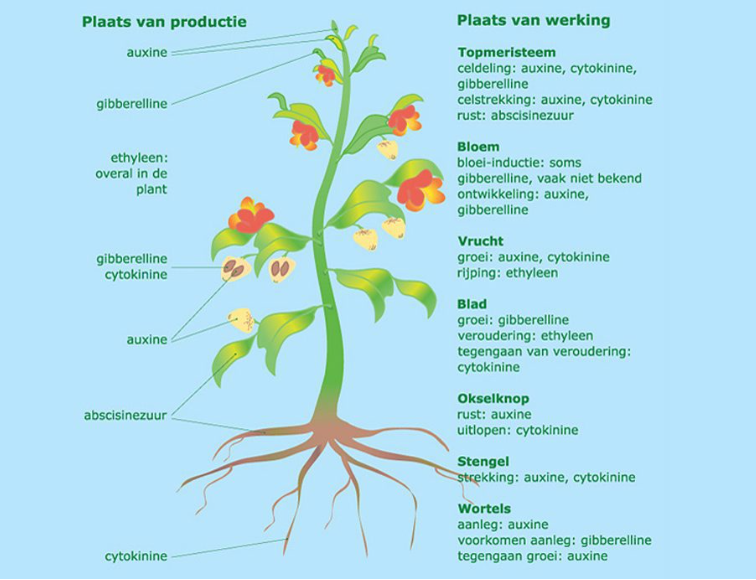 Plaats van productie
auxine
gibberelline
ethyleen:
overal in de
plant
gibberelline
cytokinine
auxine
abscisinezuur
cytokinine
Plaats van werking
Topmeristeem
celdeling: auxine, cytokinine,
gibberelline
celstrekking: auxine, cytokinine
rust: abscisinezuur
Bloem
bloei-inductie: soms
gibberelline, vaak niet bekend
ontwikkeling: auxine,
gibberelline
Vrucht
groei: auxine, cytokinine
rijping: ethyleen
Blad
groei: gibberelline
veroudering: ethyleen
tegengaan van veroudering:
cytokinine
Okselknop
rust: auxine
uitlopen: cytokinine
Stengel
strekking: auxine, cytokinine
Wortels
aanleg: auxine
voorkomen aanleg: gibberelline
tegengaan groei: auxine